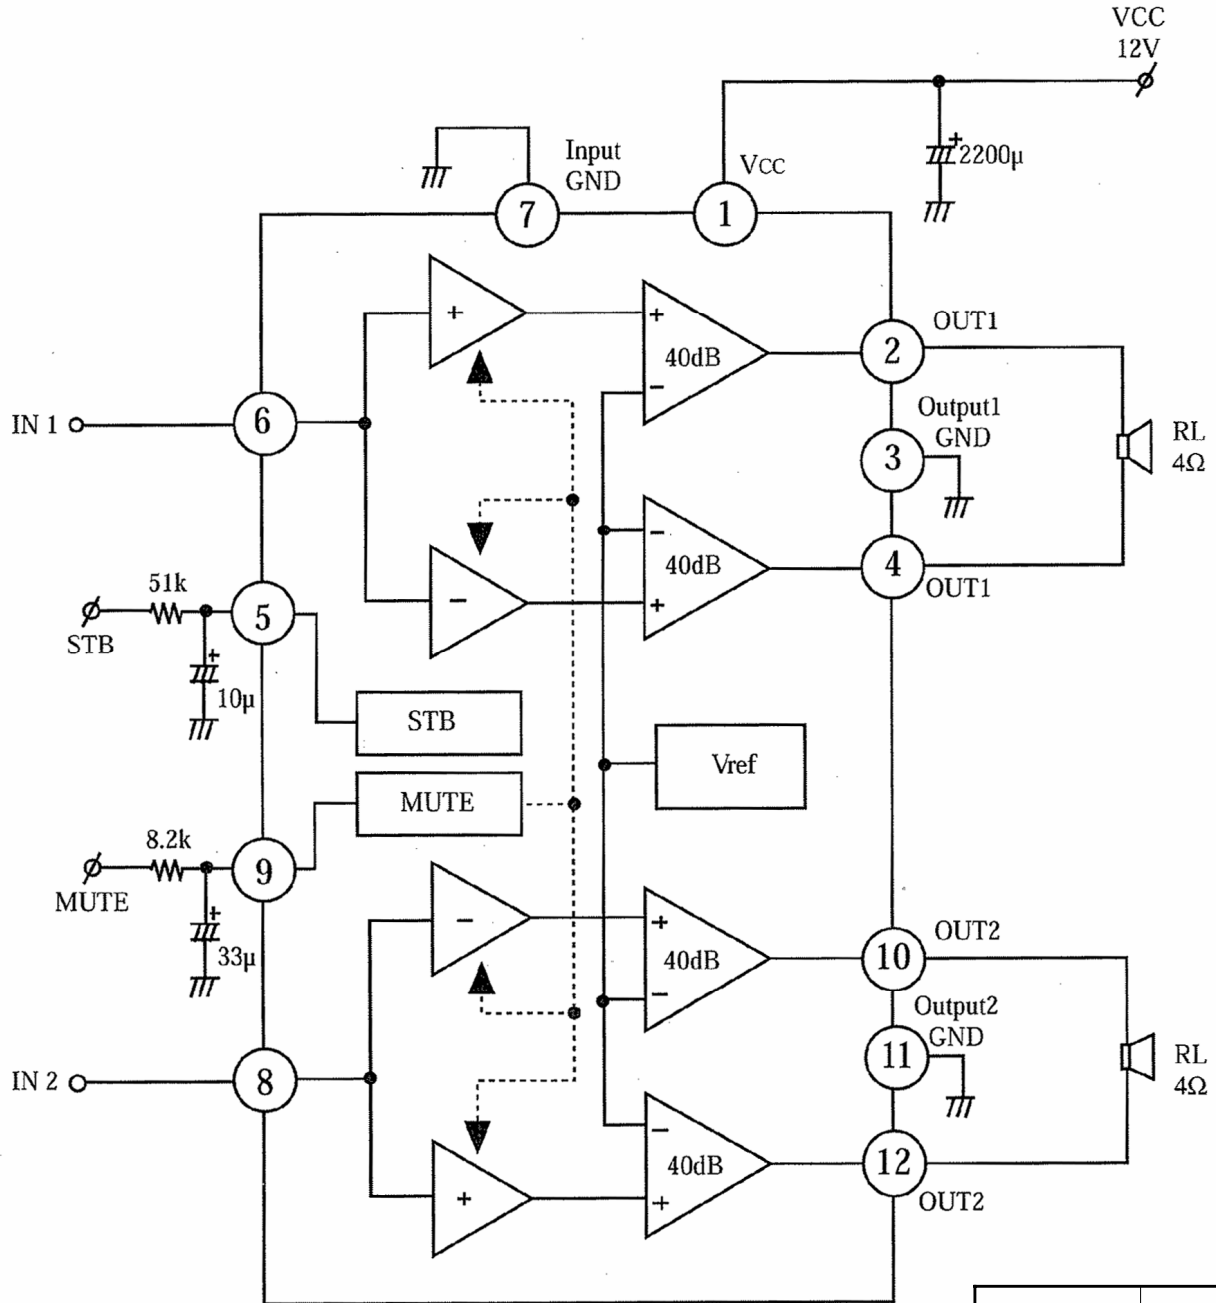 VCC
12V
2200μ
Input
GND
VCC
7
1
+
+
40dB
−
2
OUT1
IN 1
6
Output1
GND
3
RL
4Ω
−
−
40dB
+
4
OUT1
51k
5
STB
+
10μ
STB
Vref
MUTE
8.2k
9
MUTE
+
33μ
−
+
40dB
−
10
OUT2
Output2
GND
11
RL
4Ω
IN 2
8
+
−
40dB
+
12
OUT2
+